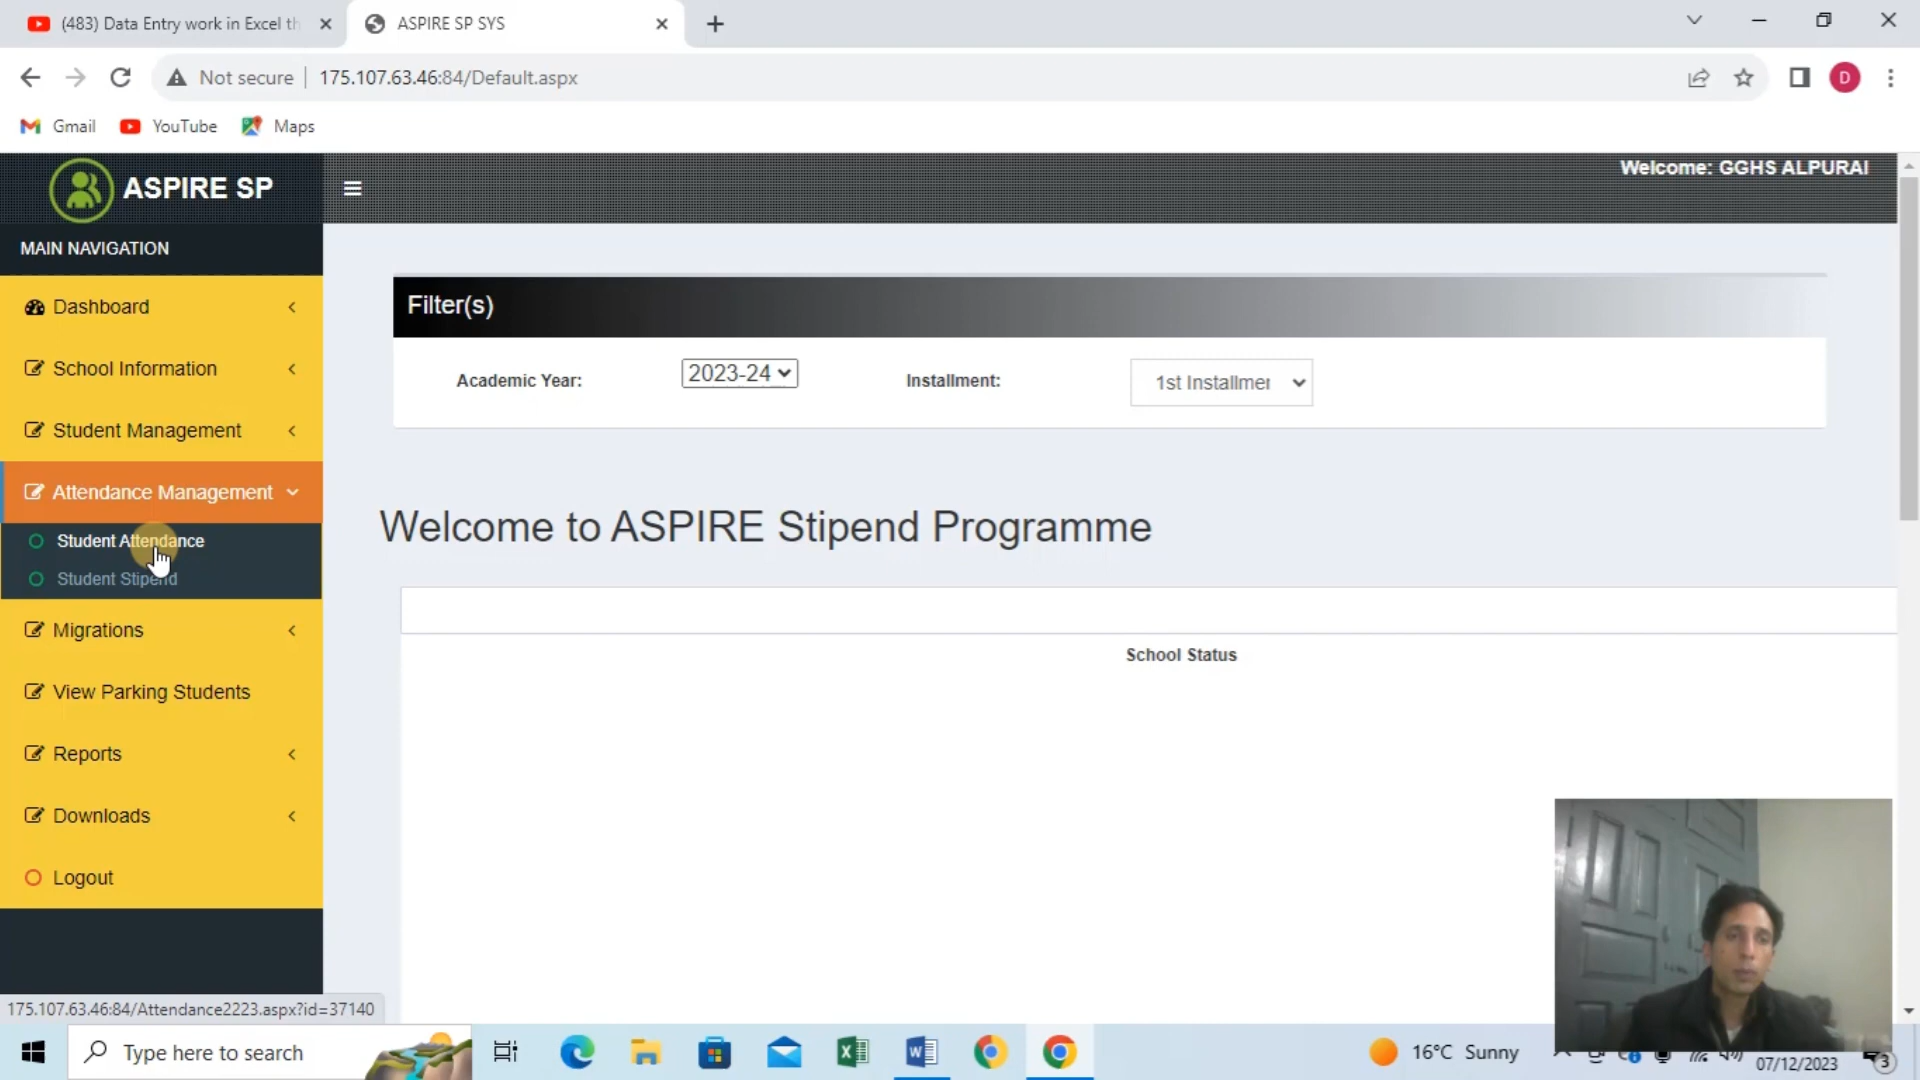 (483) Data Entry work in Excel th
ASPIRE SP SYS
Not secure
175.107.63.46:84/Default.aspx
D
Gmail
YouTube
Maps
ASPIRE SP
Welcome: GGHS ALPURAI
MAIN NAVIGATION
Dashboard
School Information
Student Management
Attendance Management
Student Attendance
Student Stipend
Migrations
View Parking Students
Reports
Downloads
Logout
Filter(s)
Academic Year:
2023-24
Installment:
1st Installmer
Welcome to ASPIRE Stipend Programme
School Status
175.107.63.46:84/Attendance2223.aspx?id=37140
Type here to search
16°C Sunny
07/12/2023
3